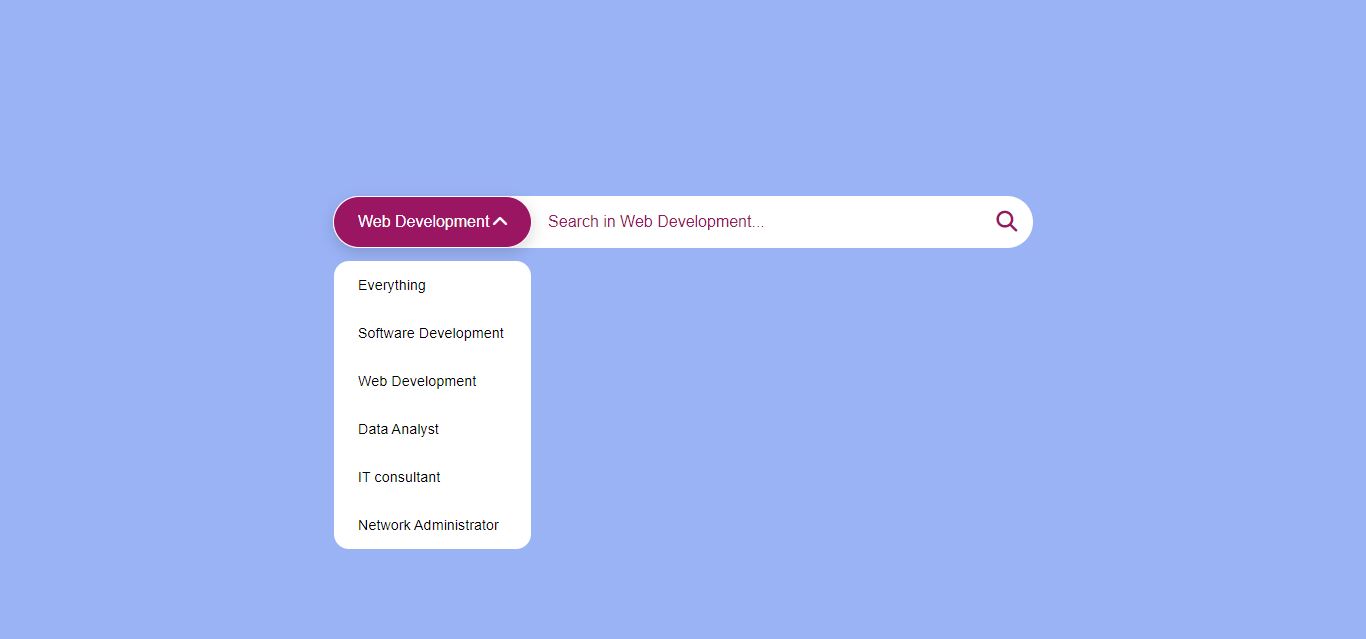 Web Development
Search in Web Development...
Everything
Software Development
Web Development
Data Analyst
IT consultant
Network Administrator